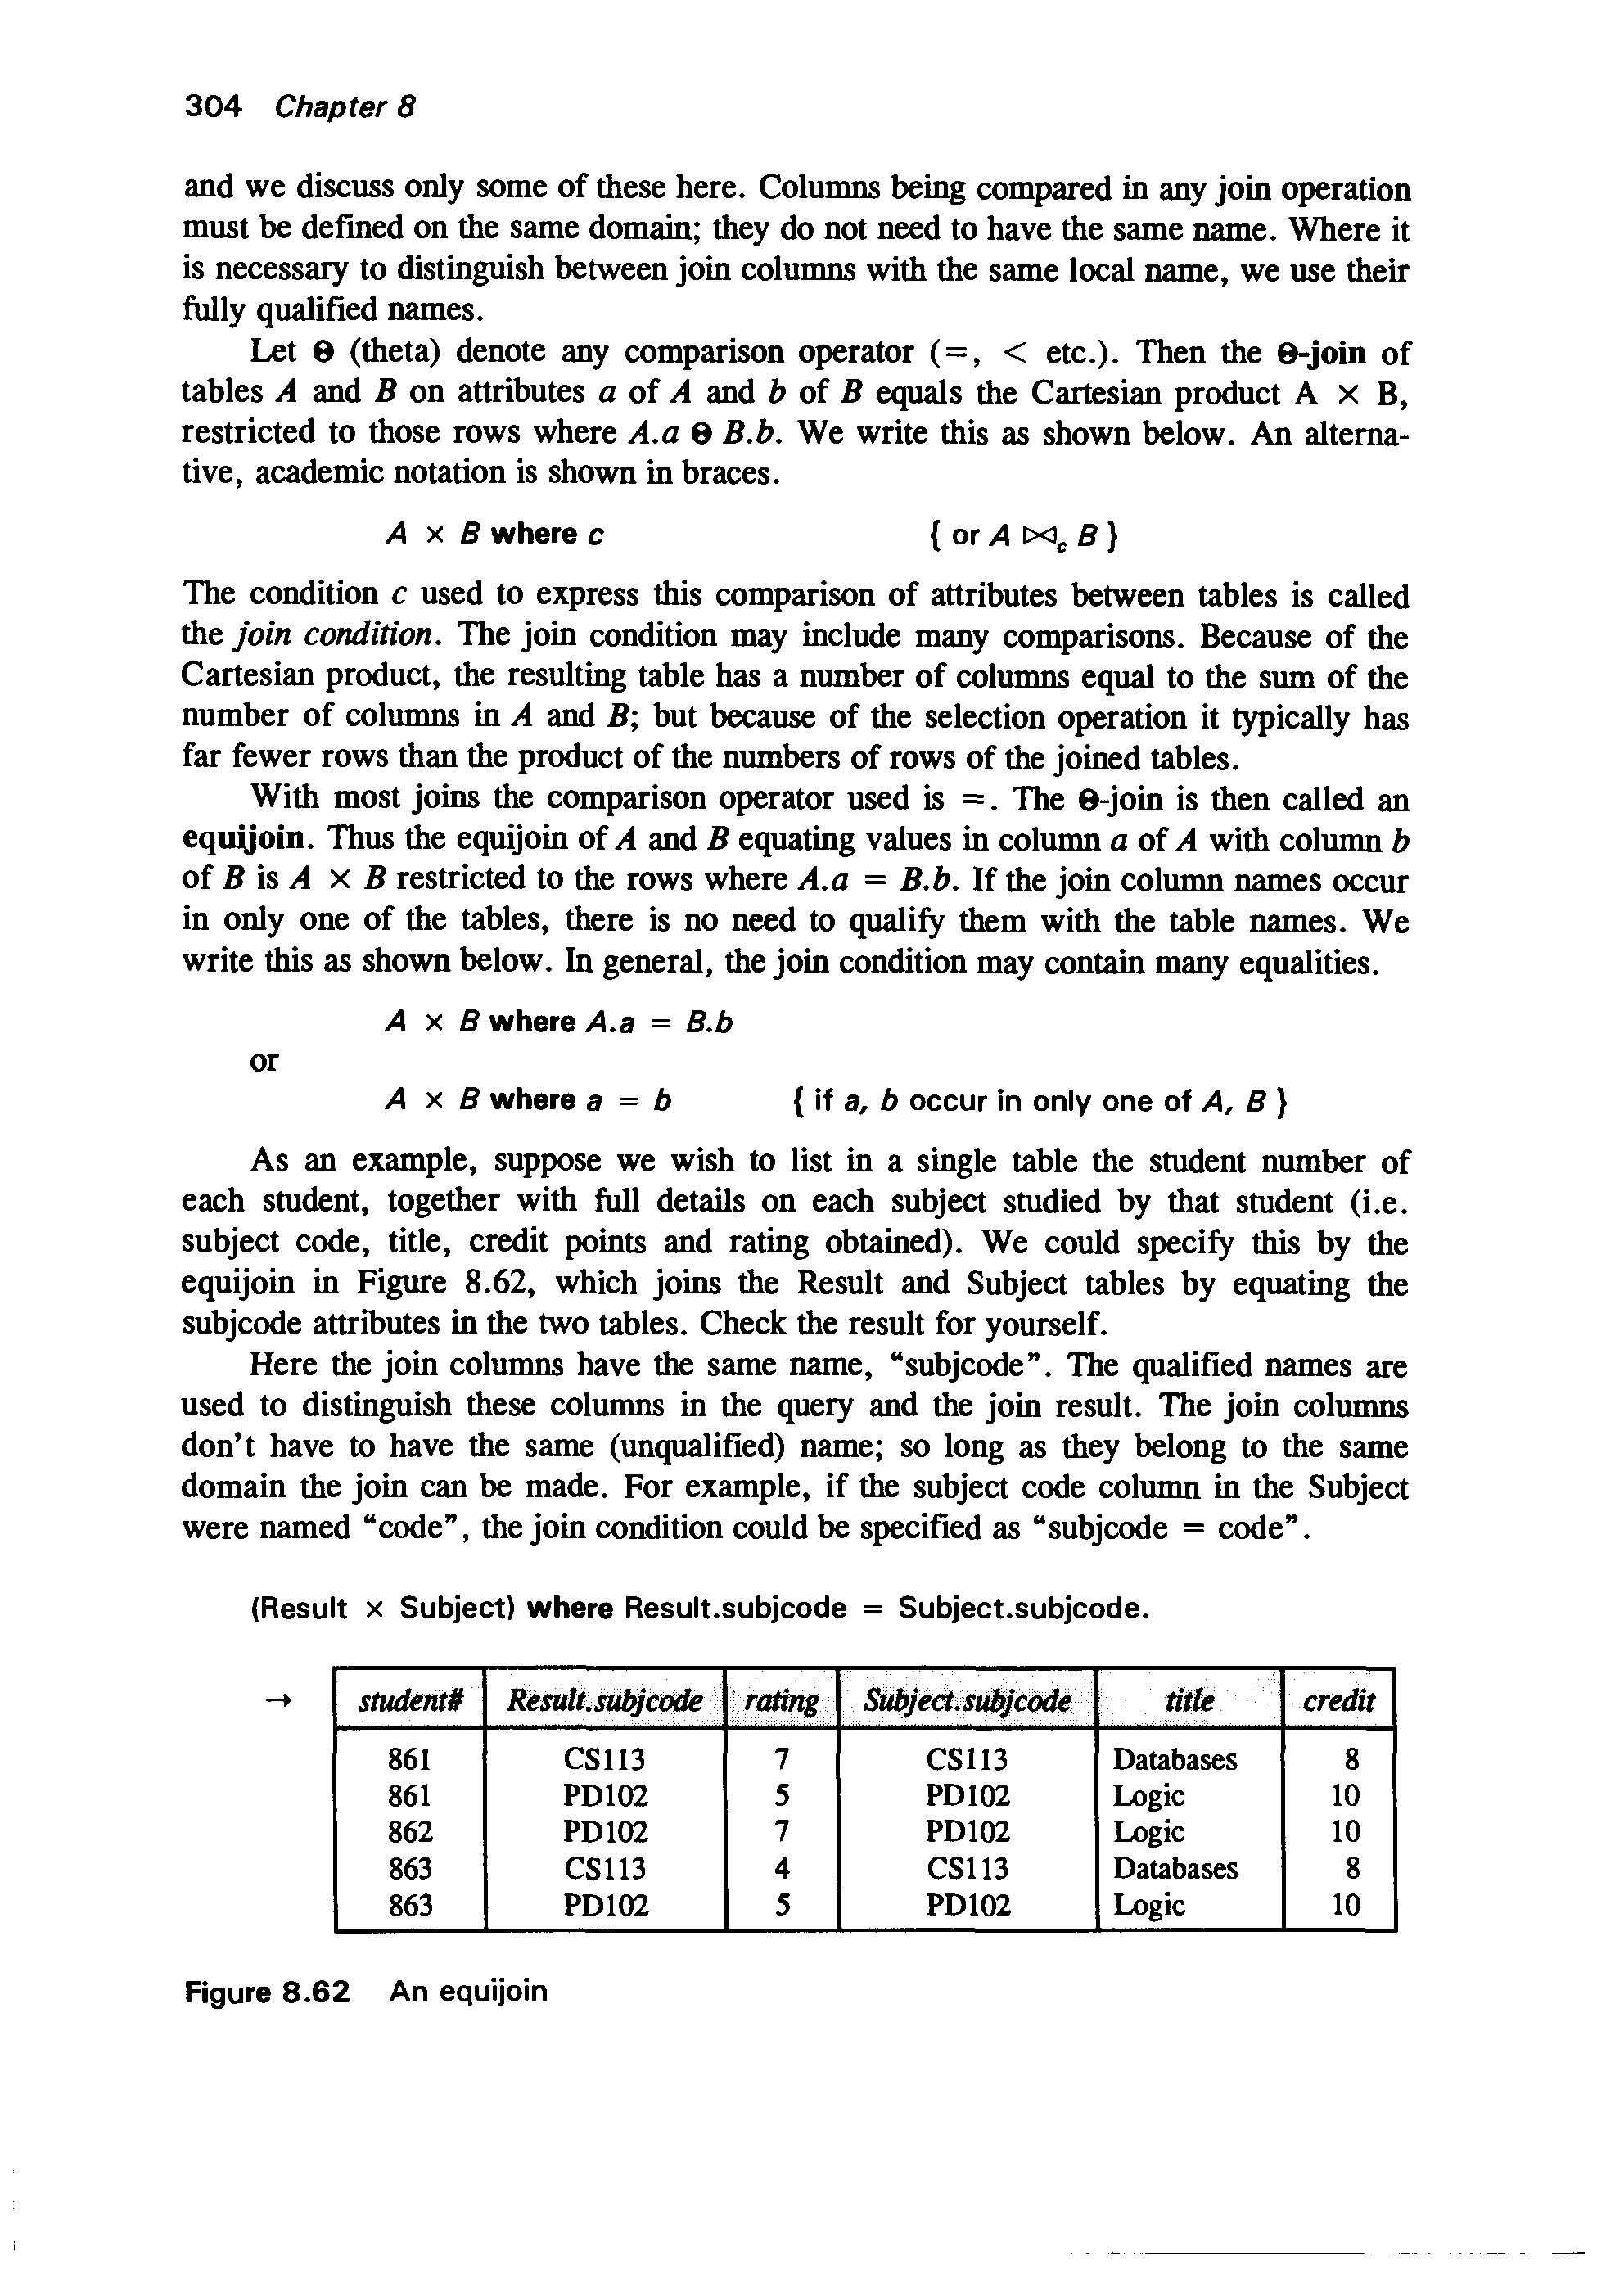 304 Chapter 8
and we discuss only some of these here. Columns being compared in any join operation
must be defined on the same domain; they do not need to have the same name. Where it
is necessary to distinguish between join columns with the same local name, we use their
fully qualified names.
Let Θ (theta) denote any comparison operator (=, < etc.). Then the Θ-join of
tables A and B on attributes a of A and b of B equals the Cartesian product A × B,
restricted to those rows where A.a Θ B.b. We write this as shown below. An alterna-
tive, academic notation is shown in braces.
A × B where c { or A ⋈c B }
The condition c used to express this comparison of attributes between tables is called
the join condition. The join condition may include many comparisons. Because of the
Cartesian product, the resulting table has a number of columns equal to the sum of the
number of columns in A and B; but because of the selection operation it typically has
far fewer rows than the product of the numbers of rows of the joined tables.
With most joins the comparison operator used is =. The Θ-join is then called an
equijoin. Thus the equijoin of A and B equating values in column a of A with column b
of B is A × B restricted to the rows where A.a = B.b. If the join column names occur
in only one of the tables, there is no need to qualify them with the table names. We
write this as shown below. In general, the join condition may contain many equalities.
A × B where A.a = B.b
or
A × B where a = b { if a, b occur in only one of A, B }
As an example, suppose we wish to list in a single table the student number of
each student, together with full details on each subject studied by that student (i.e.
subject code, title, credit points and rating obtained). We could specify this by the
equijoin in Figure 8.62, which joins the Result and Subject tables by equating the
subjcode attributes in the two tables. Check the result for yourself.
Here the join columns have the same name, “subjcode”. The qualified names are
used to distinguish these columns in the query and the join result. The join columns
don’t have to have the same (unqualified) name; so long as they belong to the same
domain the join can be made. For example, if the subject code column in the Subject
were named “code”, the join condition could be specified as “subjcode = code”.
(Result × Subject) where Result.subjcode = Subject.subjcode.
→ student# Result.subjcode rating Subject.subjcode title credit
861 CS113 7 CS113 Databases 8
861 PD102 5 PD102 Logic 10
862 PD102 7 PD102 Logic 10
863 CS113 4 CS113 Databases 8
863 PD102 5 PD102 Logic 10
Figure 8.62 An equijoin